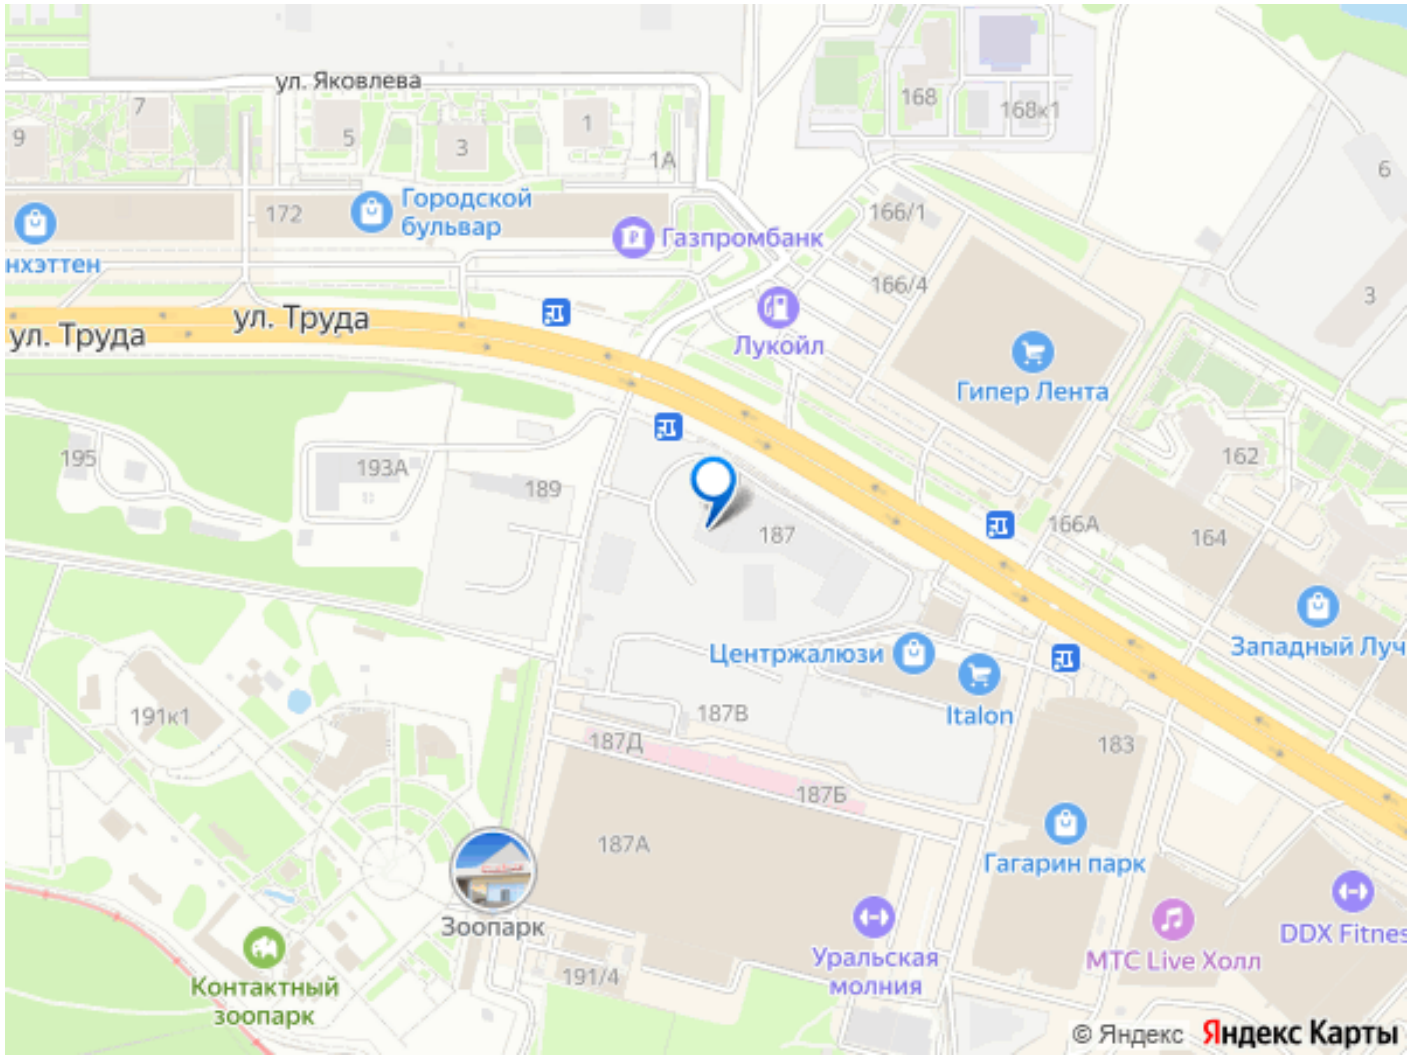 ул. Яковлева
7
9
5
3
1
1А
168
168к1
6
172
Городской
бульвар
166/1
Газпромбанк
нхэттен
166/4
3
ул. Труда
ул. Труда
Лукойл
Гипер Лента
195
193А
189
187
162
166А
164
Центржалюзи
Западный Луч
191к1
187В
Italon
187Д
183
187Б
187А
Гагарин парк
Зоопарк
Уральская
молния
МТС Live Холл
DDX Fitnes
Контактный
зоопарк
191/4
© Яндекс Яндекс Карты